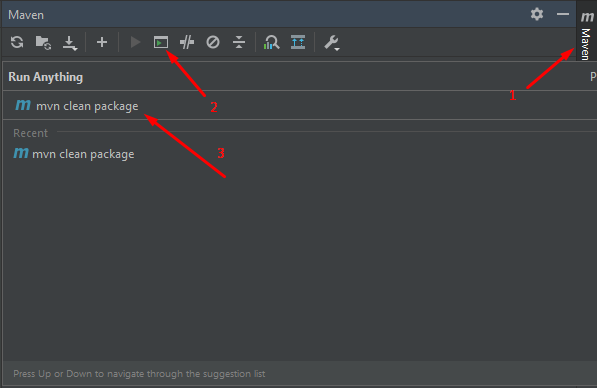 Maven
m
Maven
1
2
Run Anything
P
m mvn clean package
3
Recent
m mvn clean package
Press Up or Down to navigate through the suggestion list